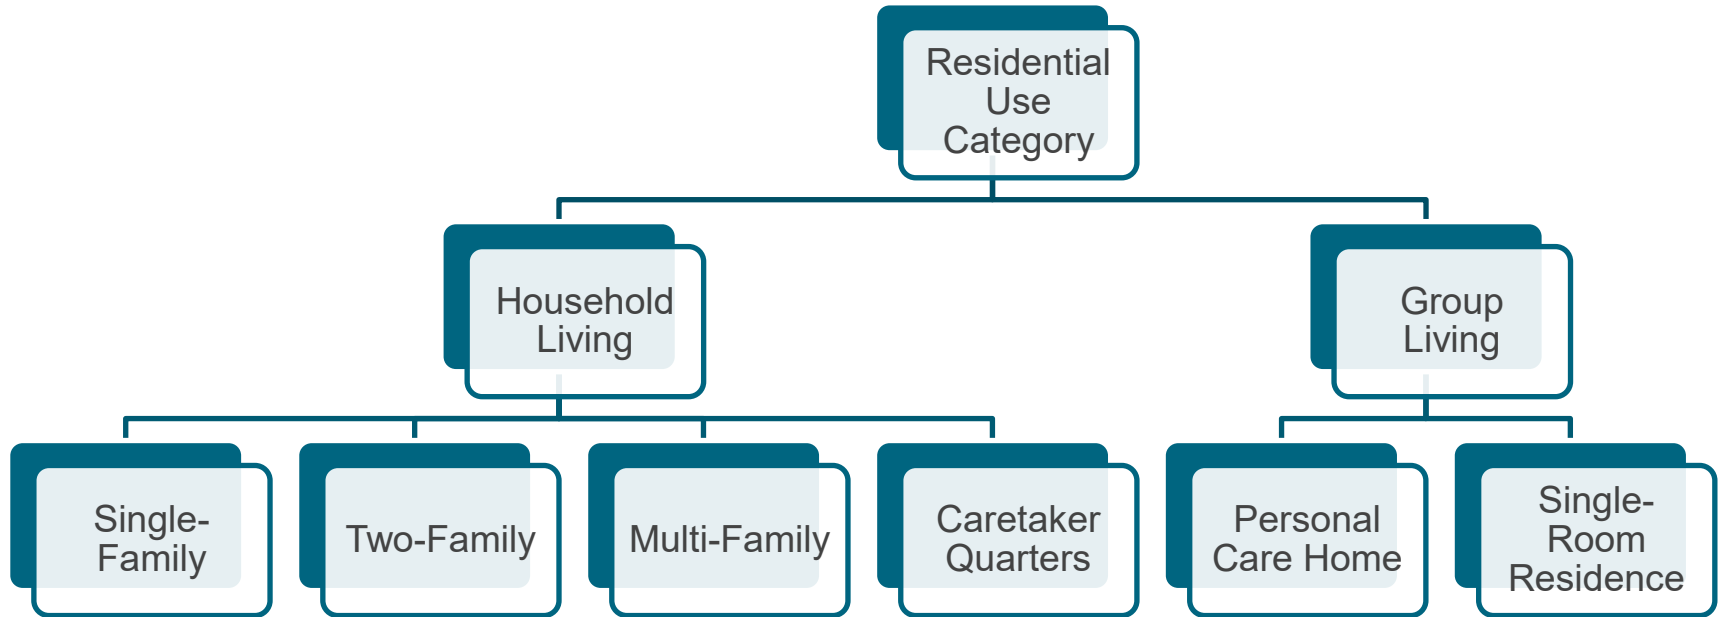 Residential
Use
Category
Household
Living
Group
Living
Single-
Family
Two-Family
Multi-Family
Caretaker
Quarters
Personal
Care Home
Single-
Room
Residence